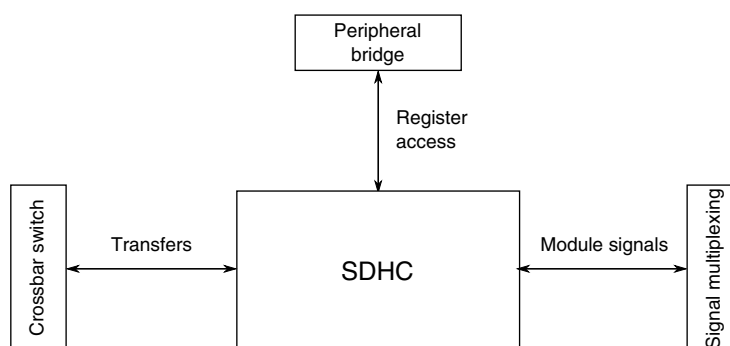 Peripheral
bridge
Register
access
Crossbar switch
Transfers
SDHC
Module signals
Signal multiplexing